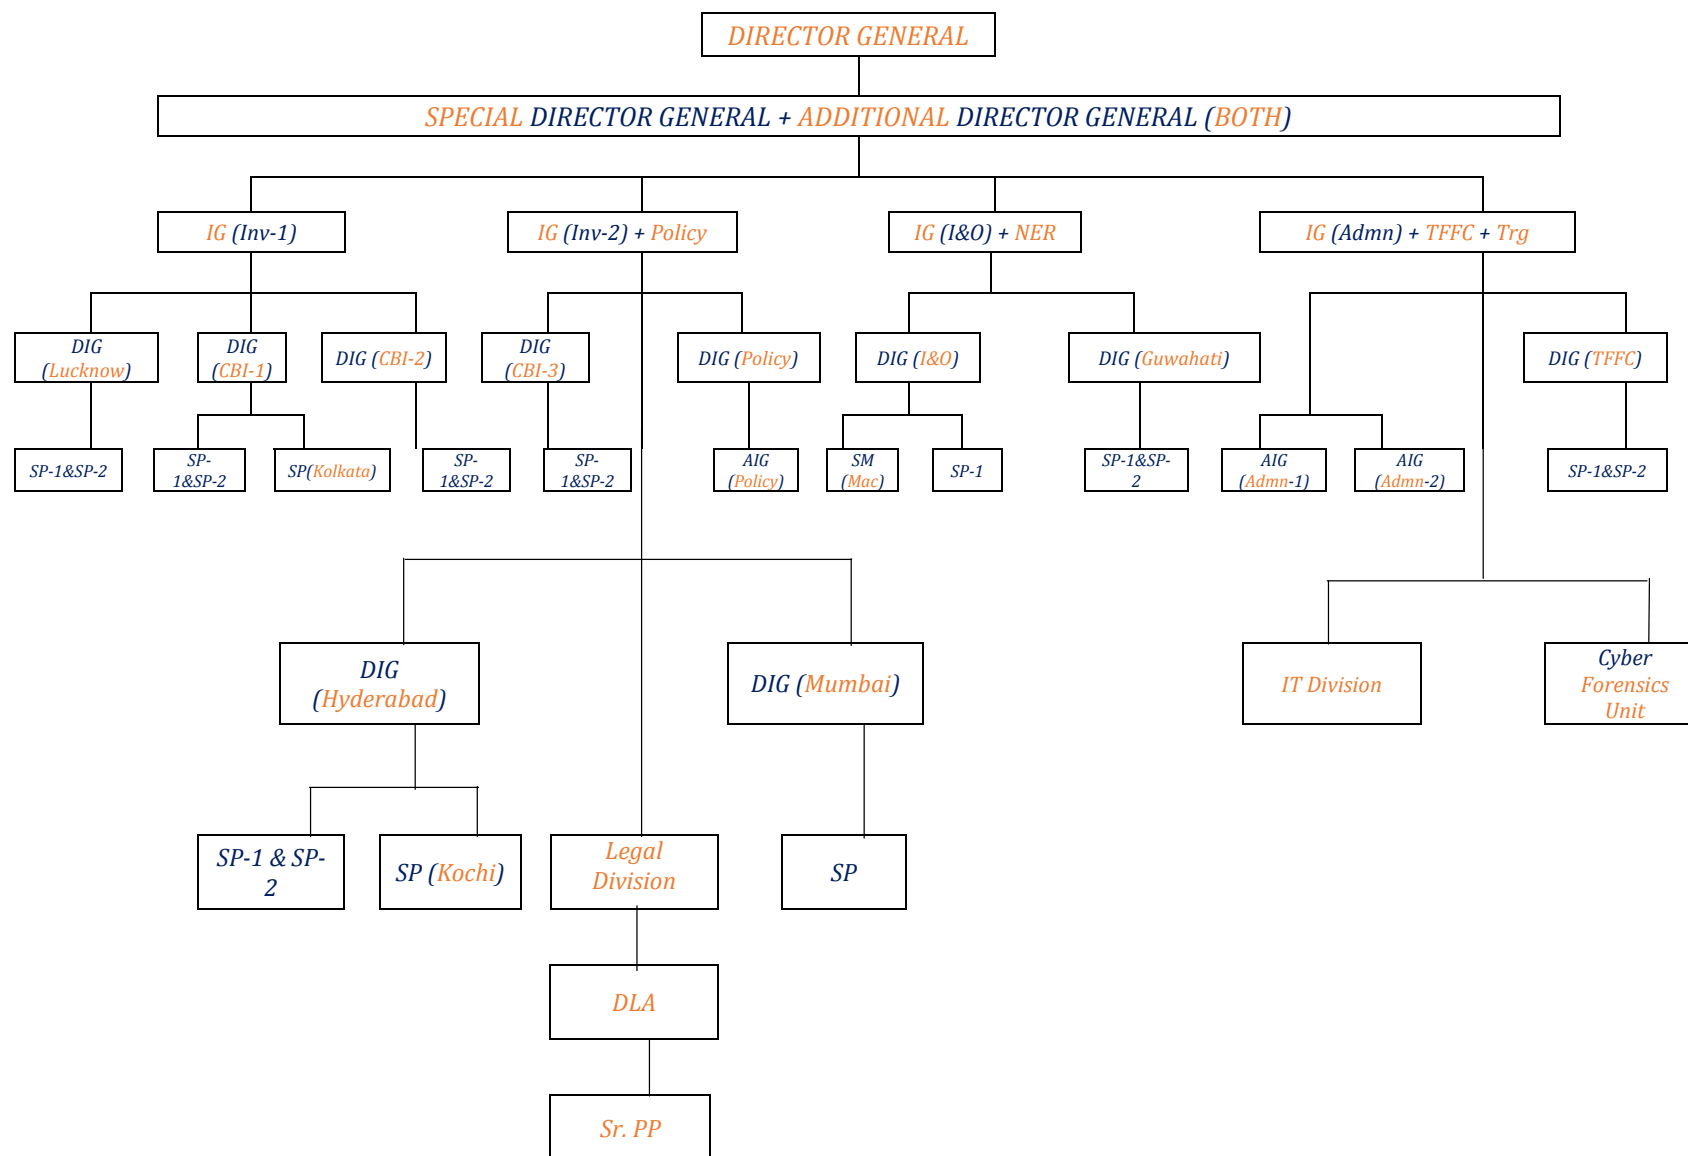 DIRECTOR GENERAL
SPECIAL DIRECTOR GENERAL + ADDITIONAL DIRECTOR GENERAL (BOTH)
IG (Inv-1)
IG (Inv-2) + Policy
IG (I&O) + NER
IG (Admn) + TFFC + Trg
DIG
(Lucknow)
DIG
(CBI-1)
DIG (CBI-2)
DIG
(CBI-3)
DIG (Policy)
DIG (I&O)
DIG (Guwahati)
DIG (TFFC)
SP-1&SP-2
SP-
1&SP-2
SP(Kolkata)
SP-
1&SP-2
SP-
1&SP-2
AIG
(Policy)
SM
(Mac)
SP-1
SP-1&SP-
2
AIG
(Admn-1)
AIG
(Admn-2)
SP-1&SP-2
DIG
(Hyderabad)
DIG (Mumbai)
IT Division
Cyber
Forensics
Unit
SP-1 & SP-
2
SP (Kochi)
Legal
Division
SP
DLA
Sr. PP